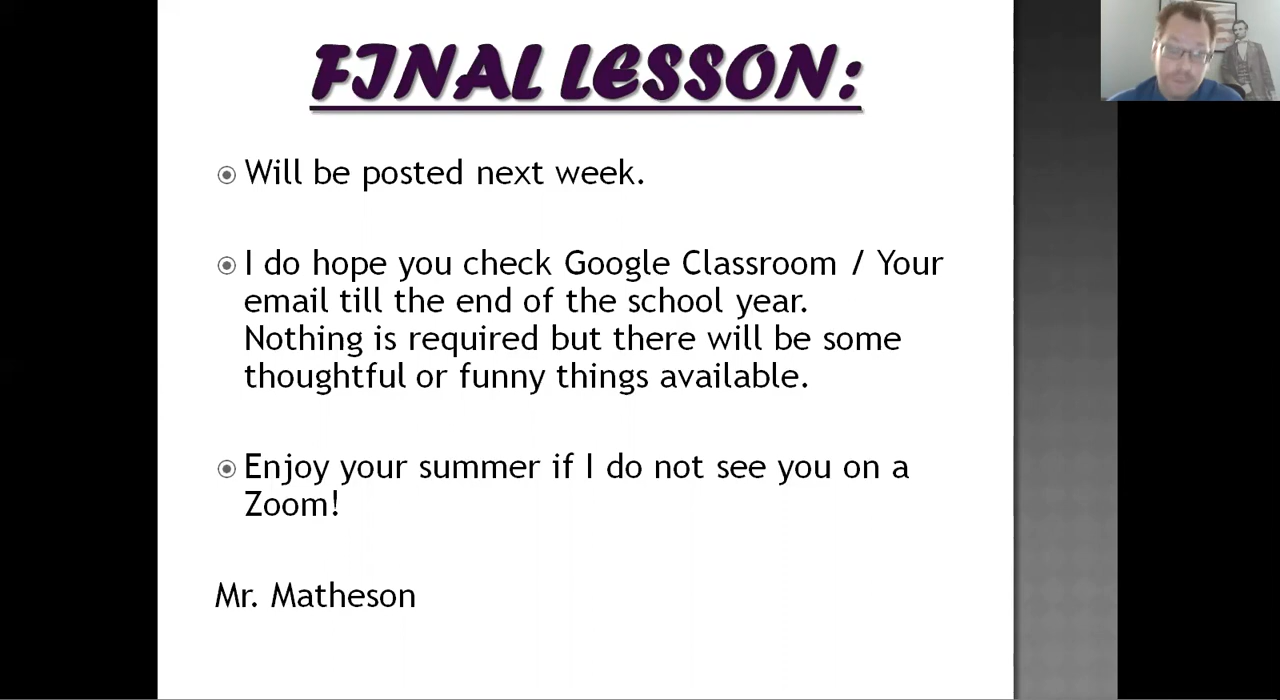 FINAL LESSON:
Will be posted next week.
I do hope you check Google Classroom / Your
email till the end of the school year.
Nothing is required but there will be some
thoughtful or funny things available.
Enjoy your summer if I do not see you on a
Zoom!
Mr. Matheson